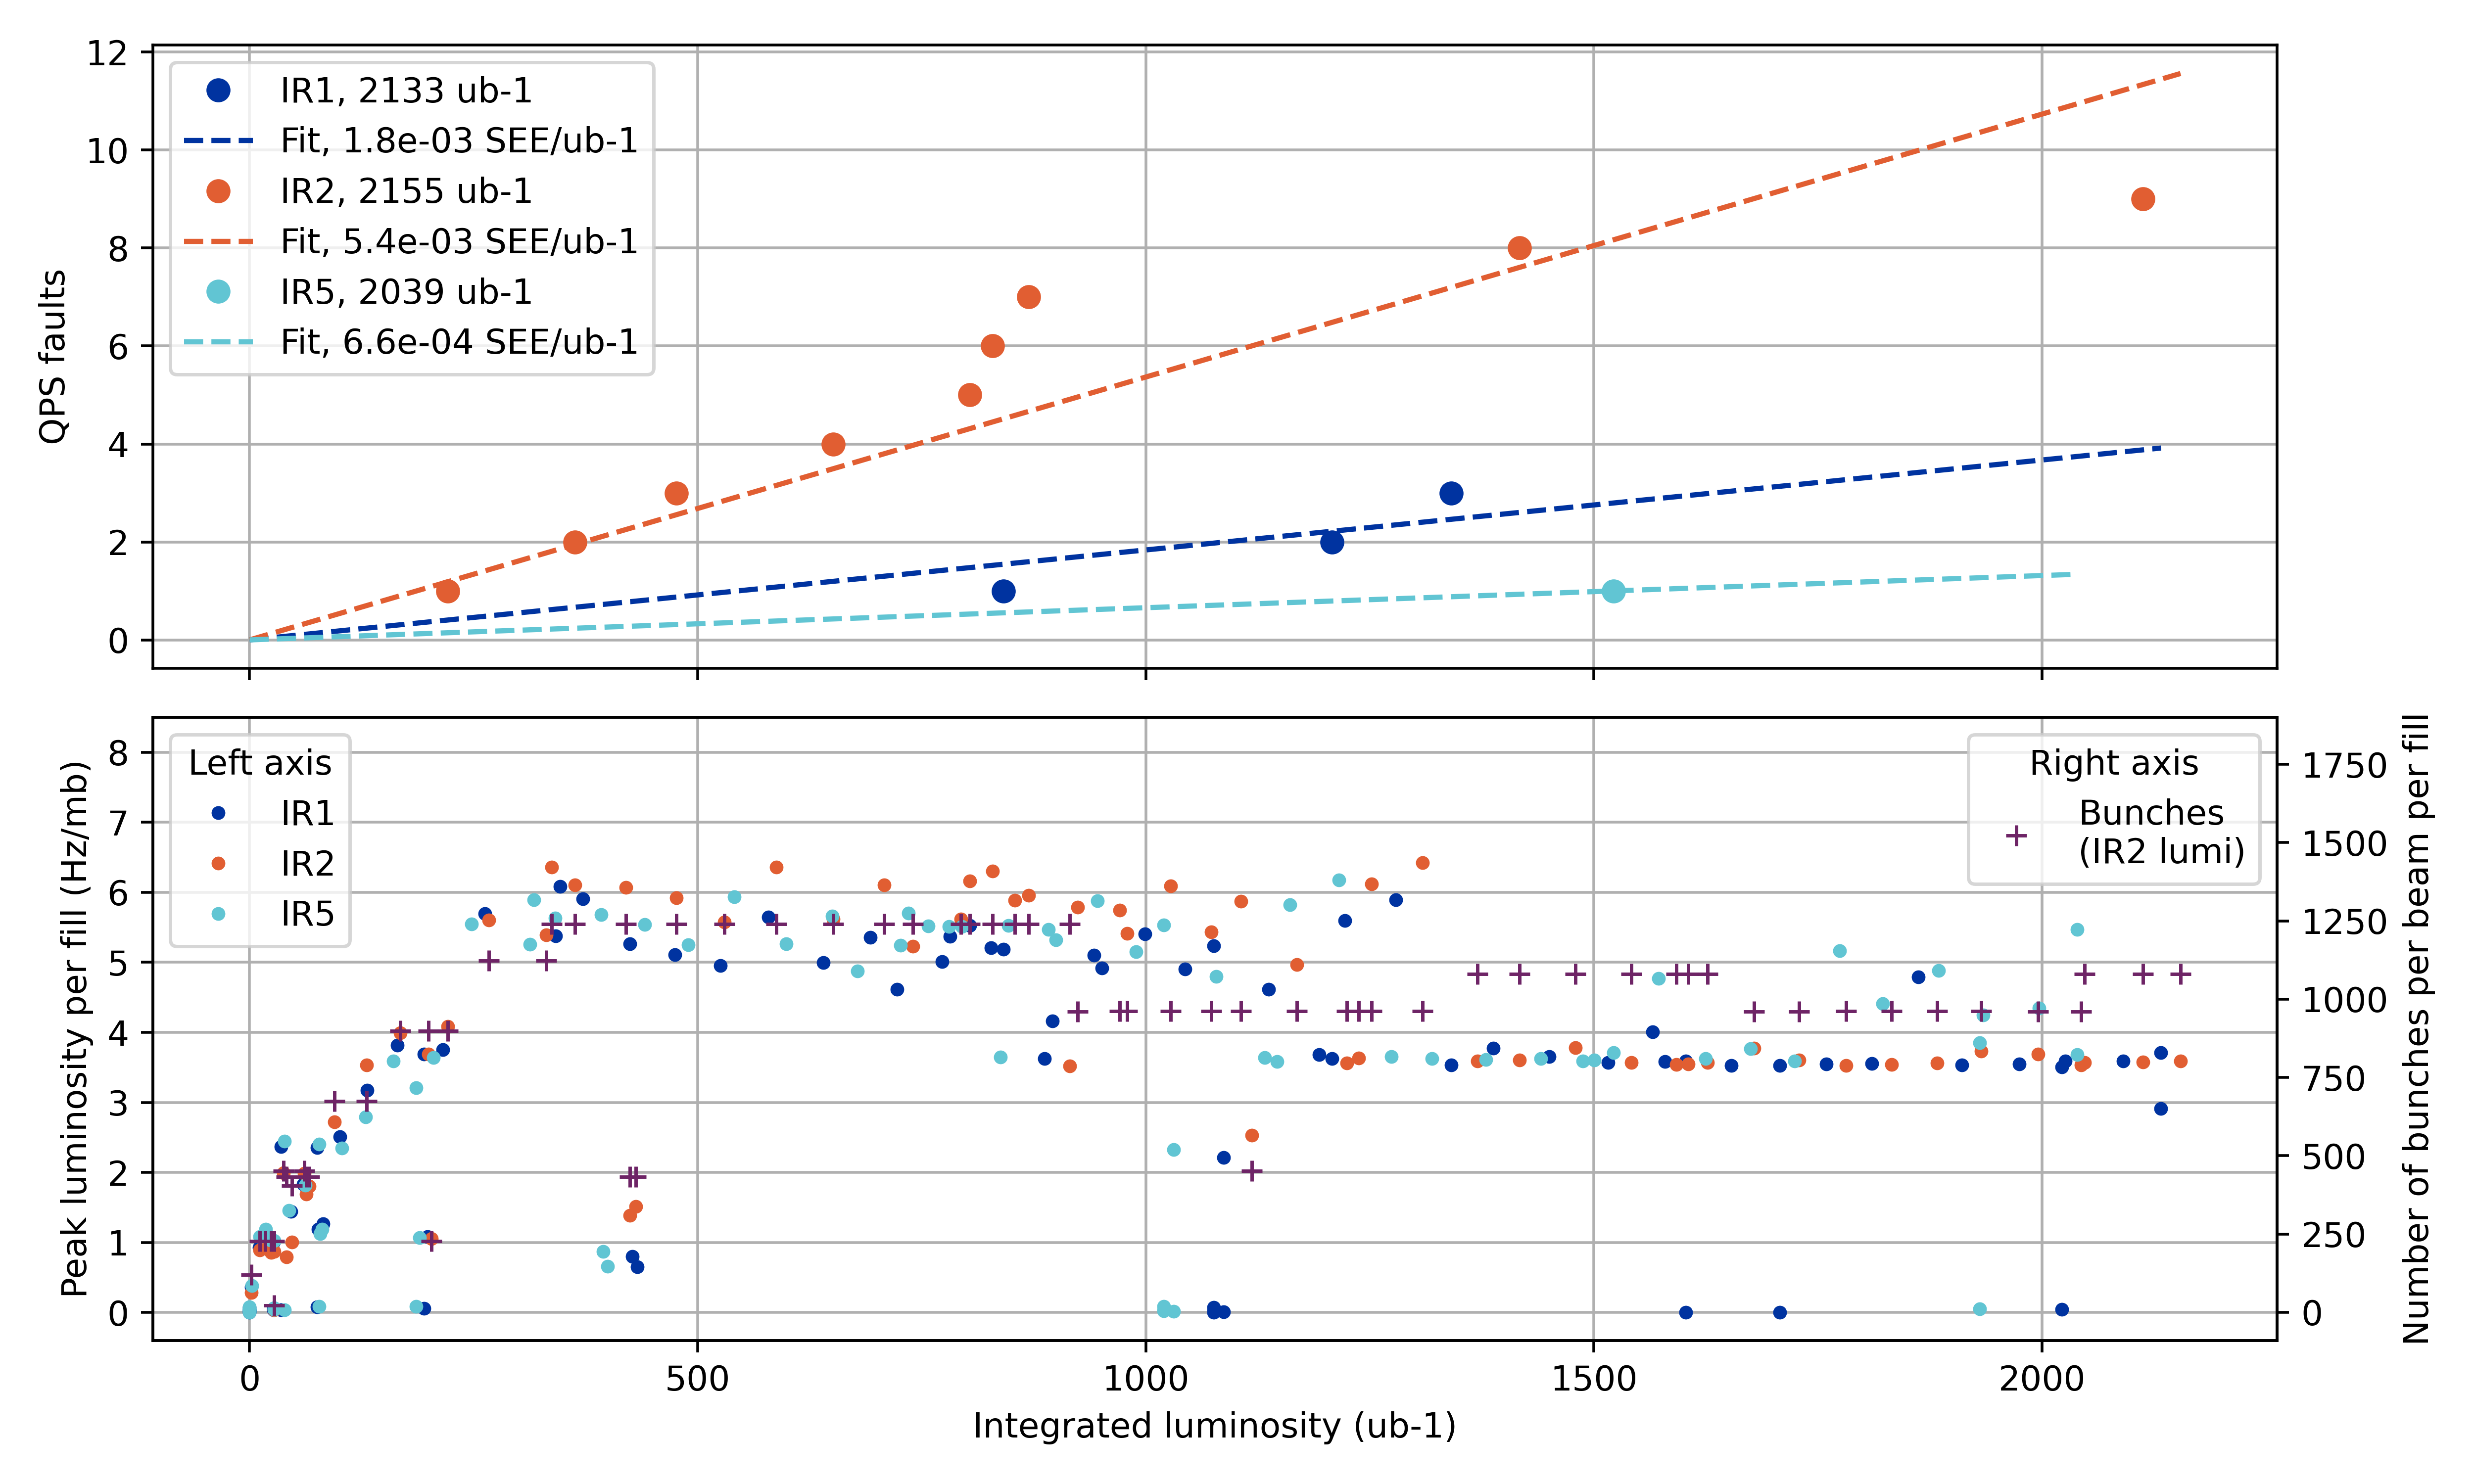 12
10
8
6
4
2
0
QPS faults
IR1, 2133 ub-1
Fit, 1.8e-03 SEE/ub-1
IR2, 2155 ub-1
Fit, 5.4e-03 SEE/ub-1
IR5, 2039 ub-1
Fit, 6.6e-04 SEE/ub-1
8
7
6
5
4
3
2
1
0
Peak luminosity per fill (Hz/mb)
Left axis
IR1
IR2
IR5
Right axis
Bunches
(IR2 lumi)
1750
1500
1250
1000
750
500
250
0
Number of bunches per beam per fill
0 500 1000 1500 2000
Integrated luminosity (ub-1)